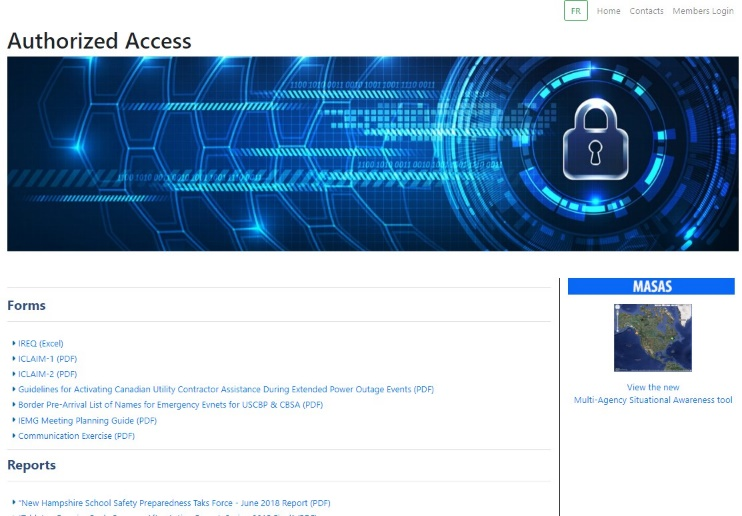 FR Home Contacts Members Login
Authorized Access
MASAS
View the new
Multi-Agency Situational Awareness tool
Forms
IREQ (Excel)
ICLAIM-1 (PDF)
ICLAIM-2 (PDF)
Guidelines for Activating Canadian Utility Contractor Assistance During Extended Power Outage Events (PDF)
Border Pre-Arrival List of Names for Emergency Evnets for USCBP & CBSA (PDF)
IEMG Meeting Planning Guide (PDF)
Communication Exercise (PDF)
Reports
"New Hampshire School Safety Preparedness Taks Force - June 2018 Report (PDF)